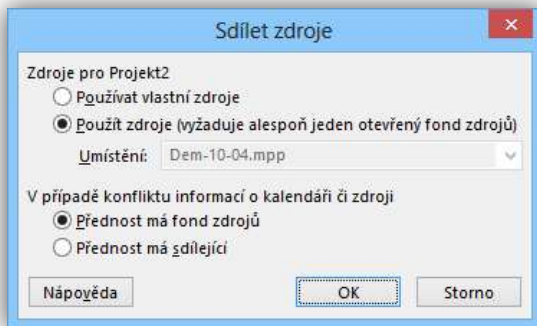 Sdílet zdroje
Zdroje pro Projekt2
Používat vlastní zdroje
Použít zdroje (vyžaduje alespoň jeden otevřený fond zdrojů)
Umístění: Dem-10-04.mpp
V případě konfliktu informací o kalendáři či zdroji
Přednost má fond zdrojů
Přednost má sdílející
Nápověda OK Storno